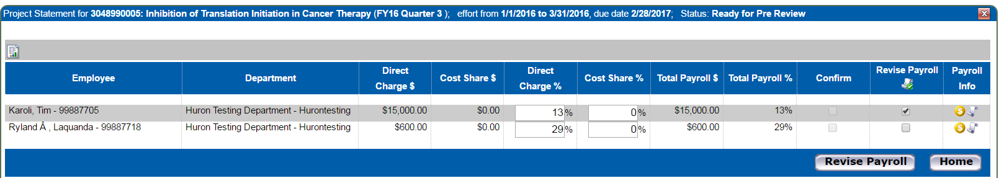 Project Statement for 3048990005: Inhibition of Translation Initiation in Cancer Therapy (FY16 Quarter 3 ); effort from 1/1/2016 to 3/31/2016, due date 2/28/2017; Status: Ready for Pre Review
Employee Department Direct Charge $ Cost Share $ Direct Charge % Cost Share % Total Payroll $ Total Payroll % Confirm Revise Payroll Payroll Info
Karoli, Tim - 99887705 Huron Testing Department - Hurontesting $15,000.00 $0.00 13% 0% $15,000.00 13%
Ryland Â , Laquanda - 99887718 Huron Testing Department - Hurontesting $600.00 $0.00 29% 0% $600.00 29%
Revise Payroll Home